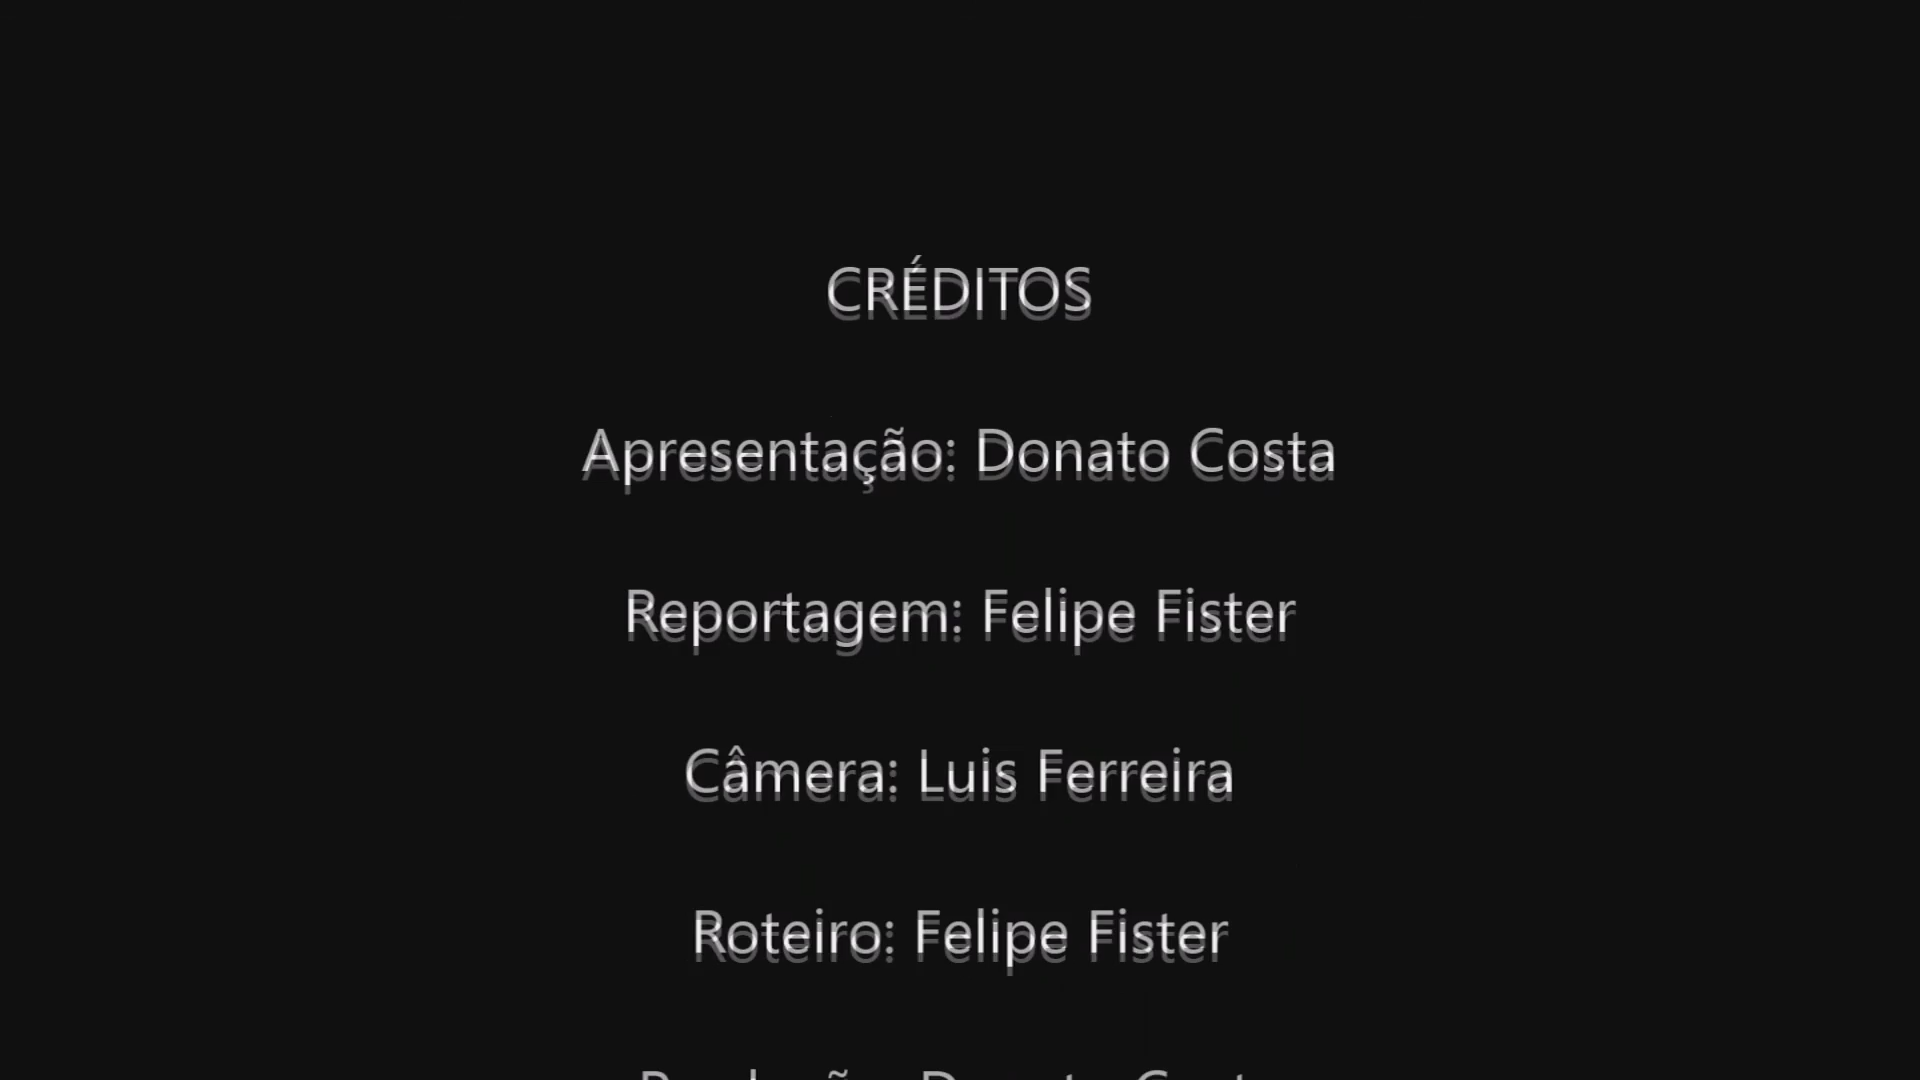 CRÉDITOS
Apresentação: Donato Costa
Reportagem: Felipe Fister
Câmera: Luis Ferreira
Roteiro: Felipe Fister